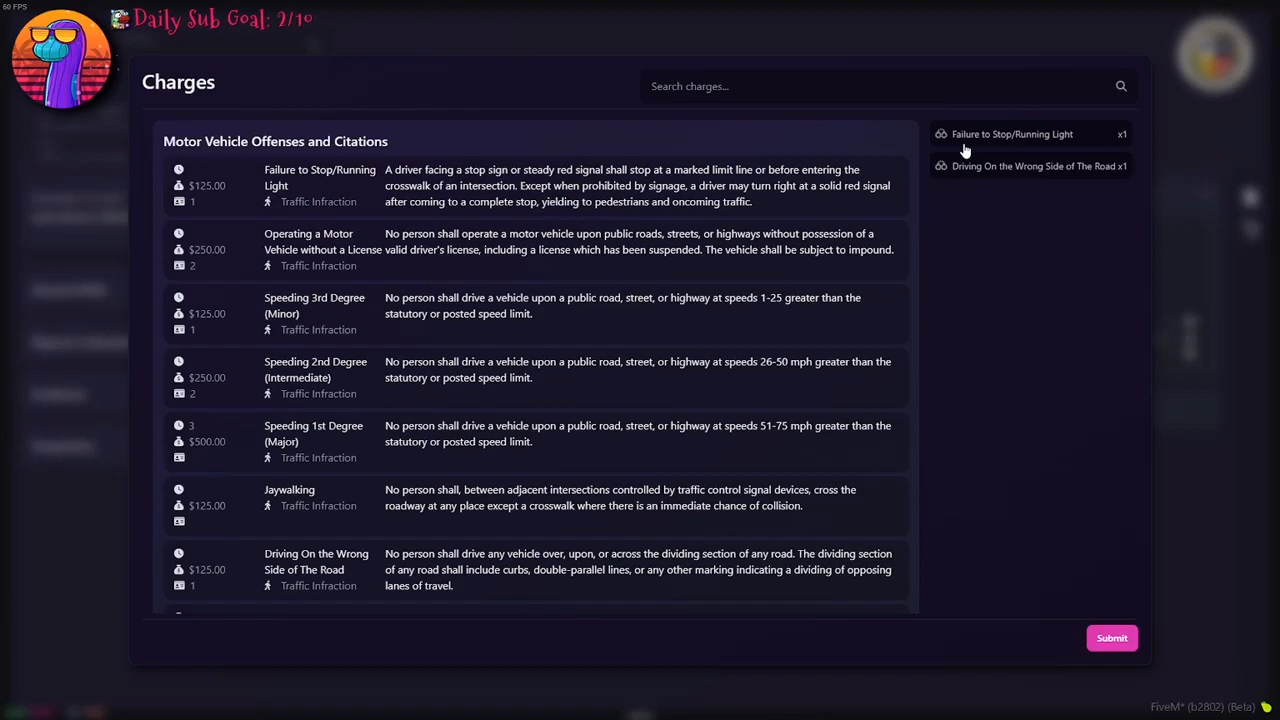 60 FPS
Daily Sub Goal: 2/10
Charges
Search charges...
Motor Vehicle Offenses and Citations
Failure to Stop/Running Light
$125.00
1
Traffic Infraction
A driver facing a stop sign or steady red signal shall stop at a marked limit line or before entering the
crosswalk of an intersection. Except when prohibited by signage, a driver may turn right at a solid red signal
after coming to a complete stop, yielding to pedestrians and oncoming traffic.
Operating a Motor
Vehicle without a License
$250.00
2
Traffic Infraction
No person shall operate a motor vehicle upon public roads, streets, or highways without possession of a
valid driver's license, including a license which has been suspended. The vehicle shall be subject to impound.
Speeding 3rd Degree
(Minor)
$125.00
1
Traffic Infraction
No person shall drive a vehicle upon a public road, street, or highway at speeds 1-25 greater than the
statutory or posted speed limit.
Speeding 2nd Degree
(Intermediate)
$250.00
2
Traffic Infraction
No person shall drive a vehicle upon a public road, street, or highway at speeds 26-50 mph greater than the
statutory or posted speed limit.
3
Speeding 1st Degree
(Major)
$500.00
Traffic Infraction
No person shall drive a vehicle upon a public road, street, or highway at speeds 51-75 mph greater than the
statutory or posted speed limit.
Jaywalking
$125.00
Traffic Infraction
No person shall, between adjacent intersections controlled by traffic control signal devices, cross the
roadway at any place except a crosswalk where there is an immediate chance of collision.
Driving On the Wrong
Side of The Road
$125.00
1
Traffic Infraction
No person shall drive any vehicle over, upon, or across the dividing section of any road. The dividing section
of any road shall include curbs, double-parallel lines, or any other marking indicating a dividing of opposing
lanes of travel.
Failure to Stop/Running Light x1
Driving On the Wrong Side of The Road x1
Submit
FiveM* (b2802) (Beta)